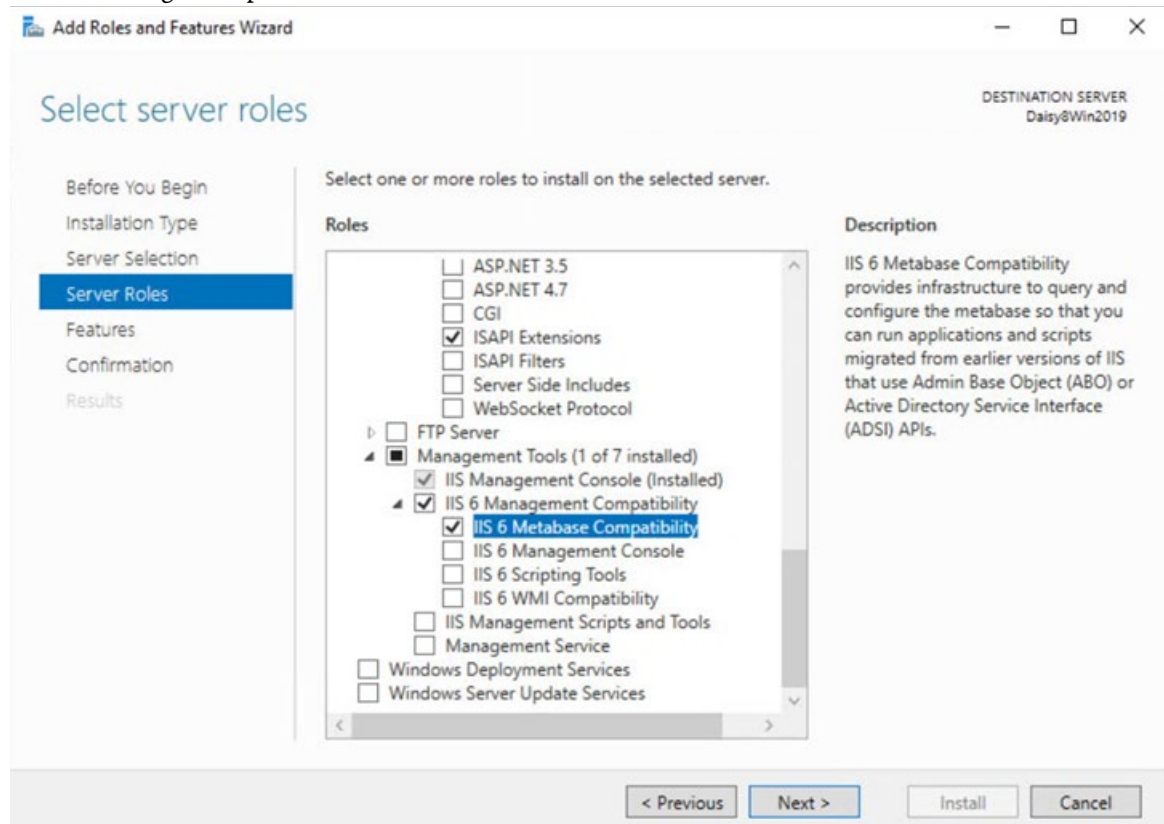 Add Roles and Features Wizard
Select server roles
DESTINATION SERVER
Daisy8Win2019
Before You Begin
Installation Type
Server Selection
Server Roles
Features
Confirmation
Results
Select one or more roles to install on the selected server.
Roles
ASP.NET 3.5
ASP.NET 4.7
CGI
ISAPI Extensions
ISAPI Filters
Server Side Includes
WebSocket Protocol
FTP Server
Management Tools (1 of 7 installed)
IIS Management Console (Installed)
IIS 6 Management Compatibility
IIS 6 Metabase Compatibility
IIS 6 Management Console
IIS 6 Scripting Tools
IIS 6 WMI Compatibility
IIS Management Scripts and Tools
Management Service
Windows Deployment Services
Windows Server Update Services
Description
IIS 6 Metabase Compatibility
provides infrastructure to query and
configure the metabase so that you
can run applications and scripts
migrated from earlier versions of IIS
that use Admin Base Object (ABO) or
Active Directory Service Interface
(ADSI) APIs.
< Previous
Next >
Install
Cancel